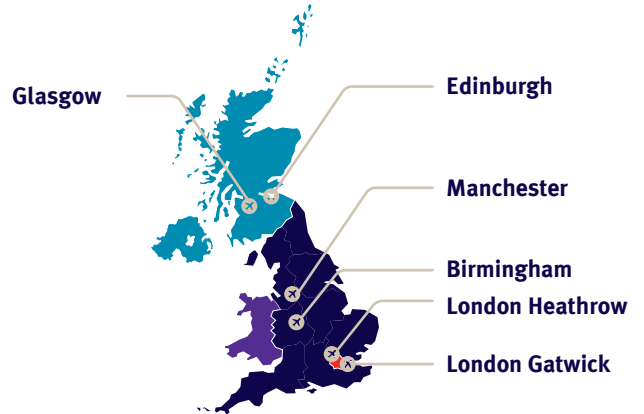 Glasgow
Edinburgh
Manchester
Birmingham
London Heathrow
London Gatwick